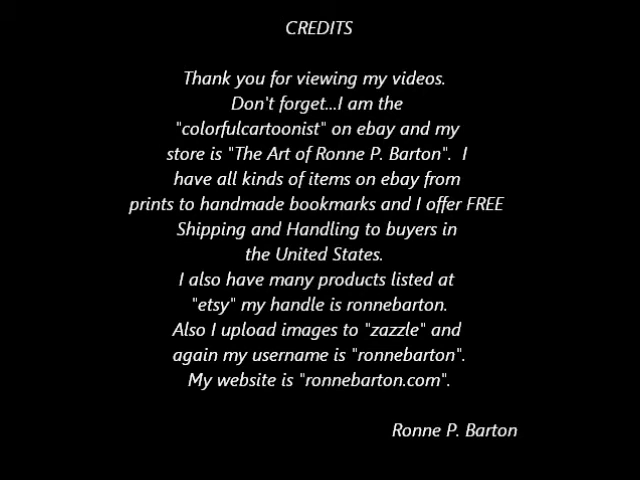 CREDITS
Thank you for viewing my videos.
Don't forget...I am the
"colorfulcartoonist" on ebay and my
store is "The Art of Ronne P. Barton".  I
have all kinds of items on ebay from
prints to handmade bookmarks and I offer FREE
Shipping and Handling to buyers in
the United States.
I also have many products listed at
"etsy" my handle is ronnebarton.
Also I upload images to "zazzle" and
again my username is "ronnebarton".
My website is "ronnebarton.com".
Ronne P. Barton